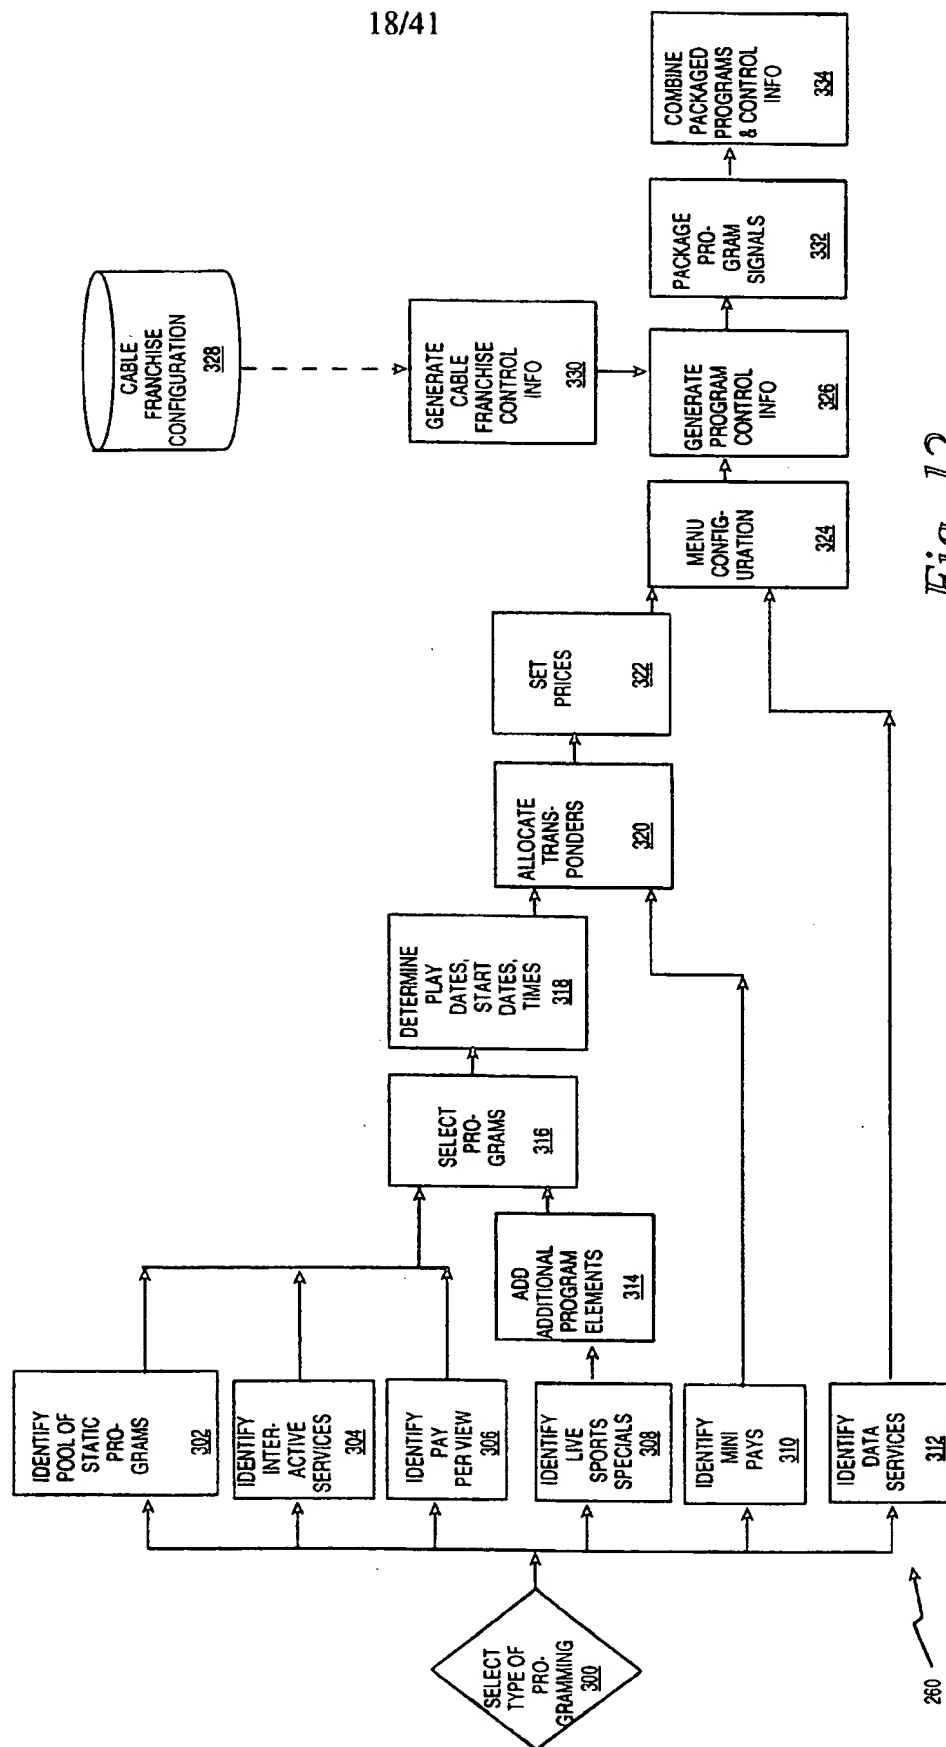 18/41
SELECT
TYPE OF
PRO-
GRAMMING
300
IDENTIFY
POOL OF
STATIC
PRO-
GRAMS
302
IDENTIFY
INTER-
ACTIVE
SERVICES
304
IDENTIFY
PAY
PER VIEW
306
IDENTIFY
LIVE
SPORTS
SPECIALS
308
IDENTIFY
MINI
PAYS
310
IDENTIFY
DATA
SERVICES
312
ADD
ADDITIONAL
PROGRAM
ELEMENTS
314
SELECT
PRO-
GRAMS
316
DETERMINE
PLAY
DATES,
START
DATES,
TIMES
318
ALLOCATE
TRANS-
PONDERS
320
SET
PRICES
322
MENU
CONFIG-
URATION
324
GENERATE
PROGRAM
CONTROL
INFO
326
CABLE
FRANCHISE
CONFIGURATION
328
GENERATE
CABLE
FRANCHISE
CONTROL
INFO
330
PACKAGE
PRO-
GRAM
SIGNALS
332
COMBINE
PACKAGED
PROGRAMS
& CONTROL
INFO
334
260
Fig. 12